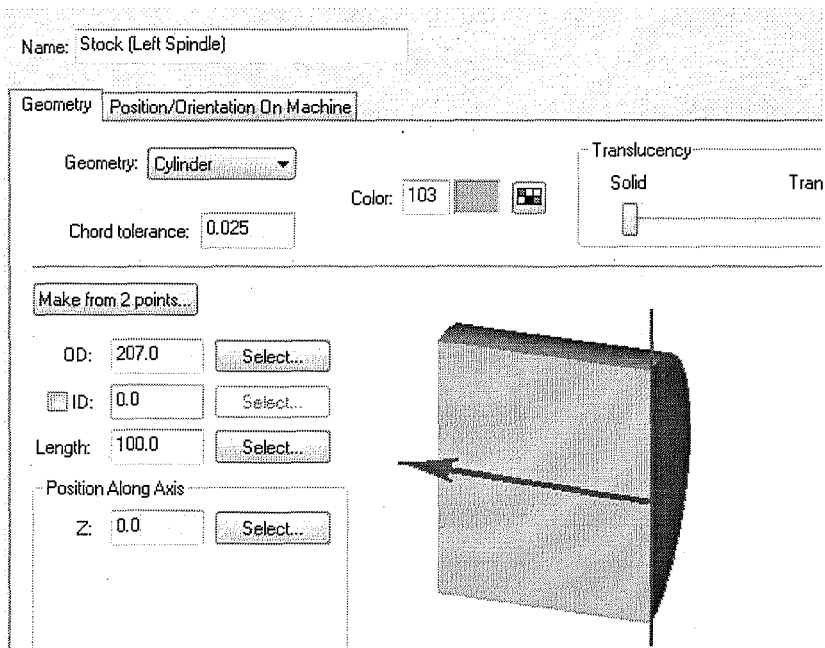 Name: Stock (Left Spindle)
Geometry Position/Orientation On Machine
Geometry: Cylinder
Translucency
Solid Tran
Color: 103
Chord tolerance: 0.025
Make from 2 points...
OD: 207.0 Select...
ID: 0.0 Select...
Length: 100.0 Select...
Position Along Axis
Z: 0.0 Select...